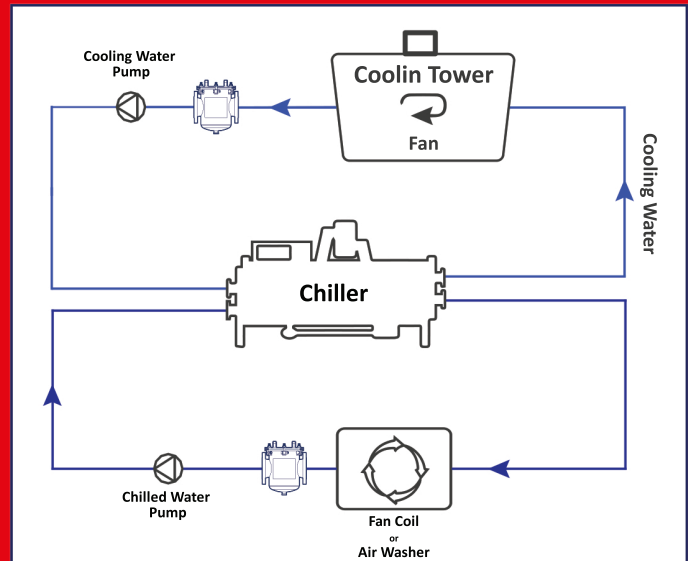 Cooling Water
Pump
Coolin Tower
Fan
Cooling Water
Chiller
Chilled Water
Pump
Fan Coil
or
Air Washer